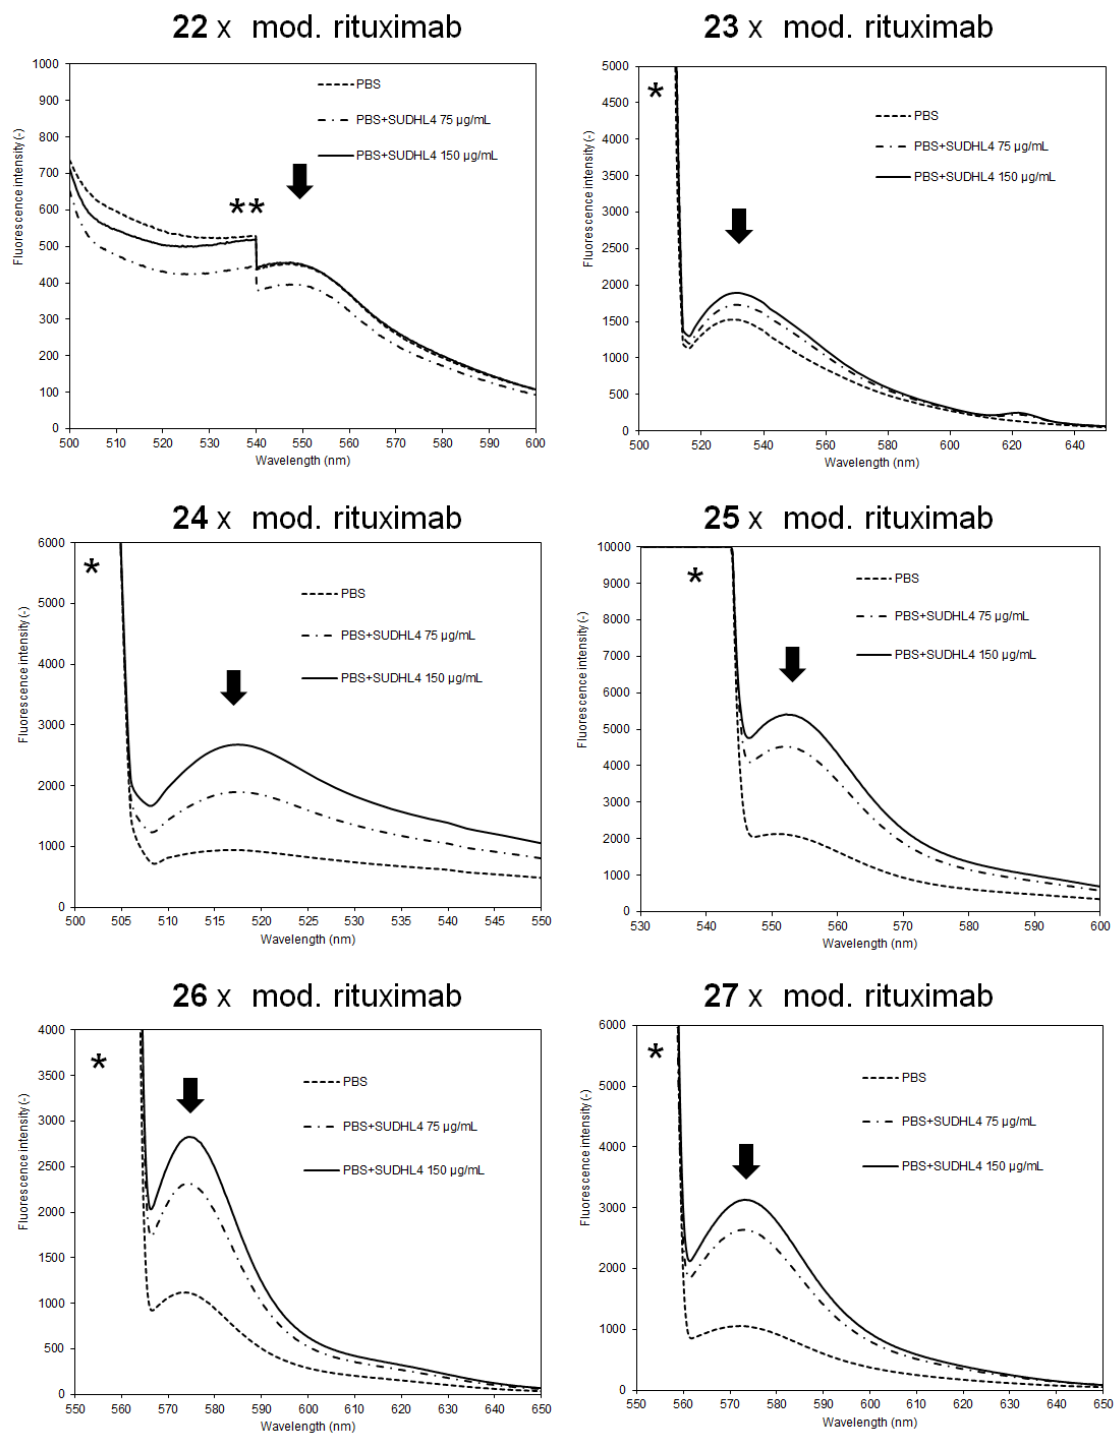 22 x mod. rituximab
1000
900
800
700
600
500
400
300
200
100
0
Fluorescence intensity (-)
PBS
PBS+SUDHL4 75 µg/mL
PBS+SUDHL4 150 µg/mL
**
500 510 520 530 540 550 560 570 580 590 600
Wavelength (nm)
23 x mod. rituximab
5000
4500
4000
3500
3000
2500
2000
1500
1000
500
0
Fluorescence intensity (-)
*
PBS
PBS+SUDHL4 75 µg/mL
PBS+SUDHL4 150 µg/mL
500 520 540 560 580 600 620 640
Wavelength (nm)
24 x mod. rituximab
6000
5000
4000
3000
2000
1000
0
Fluorescence intensity (-)
*
PBS
PBS+SUDHL4 75 µg/mL
PBS+SUDHL4 150 µg/mL
500 505 510 515 520 525 530 535 540 545 550
Wavelength (nm)
25 x mod. rituximab
10000
9000
8000
7000
6000
5000
4000
3000
2000
1000
0
Fluorescence intensity (-)
*
PBS
PBS+SUDHL4 75 µg/mL
PBS+SUDHL4 150 µg/mL
530 540 550 560 570 580 590 600
Wavelength (nm)
26 x mod. rituximab
4000
3500
3000
2500
2000
1500
1000
500
0
Fluorescence intensity (-)
*
PBS
PBS+SUDHL4 75 µg/mL
PBS+SUDHL4 150 µg/mL
550 560 570 580 590 600 610 620 630 640 650
Wavelength (nm)
27 x mod. rituximab
6000
5000
4000
3000
2000
1000
0
Fluorescence intensity (-)
*
PBS
PBS+SUDHL4 75 µg/mL
PBS+SUDHL4 150 µg/mL
550 560 570 580 590 600 610 620 630 640 650
Wavelength (nm)